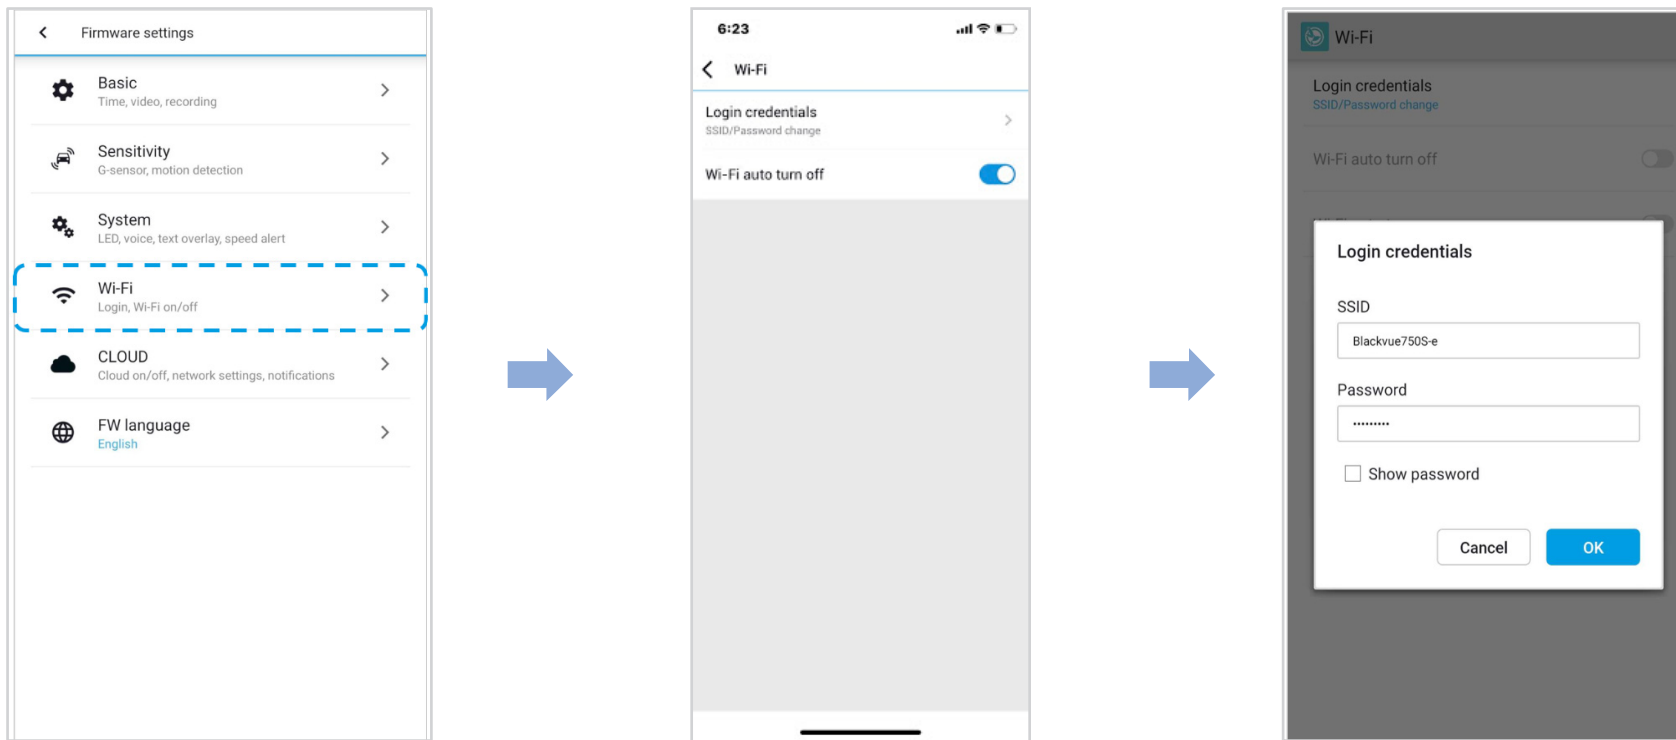 Firmware settings
Basic
Time, video, recording
Sensitivity
G-sensor, motion detection
System
LED, voice, text overlay, speed alert
Wi-Fi
Login, Wi-Fi on/off
CLOUD
Cloud on/off, network settings, notifications
FW language
English
6:23
Wi-Fi
Login credentials
SSID/Password change
Wi-Fi auto turn off
Wi-Fi
Login credentials
SSID/Password change
Wi-Fi auto turn off
Login credentials
SSID
Blackvue750S-e
Password
•••••••••
Show password
Cancel
OK